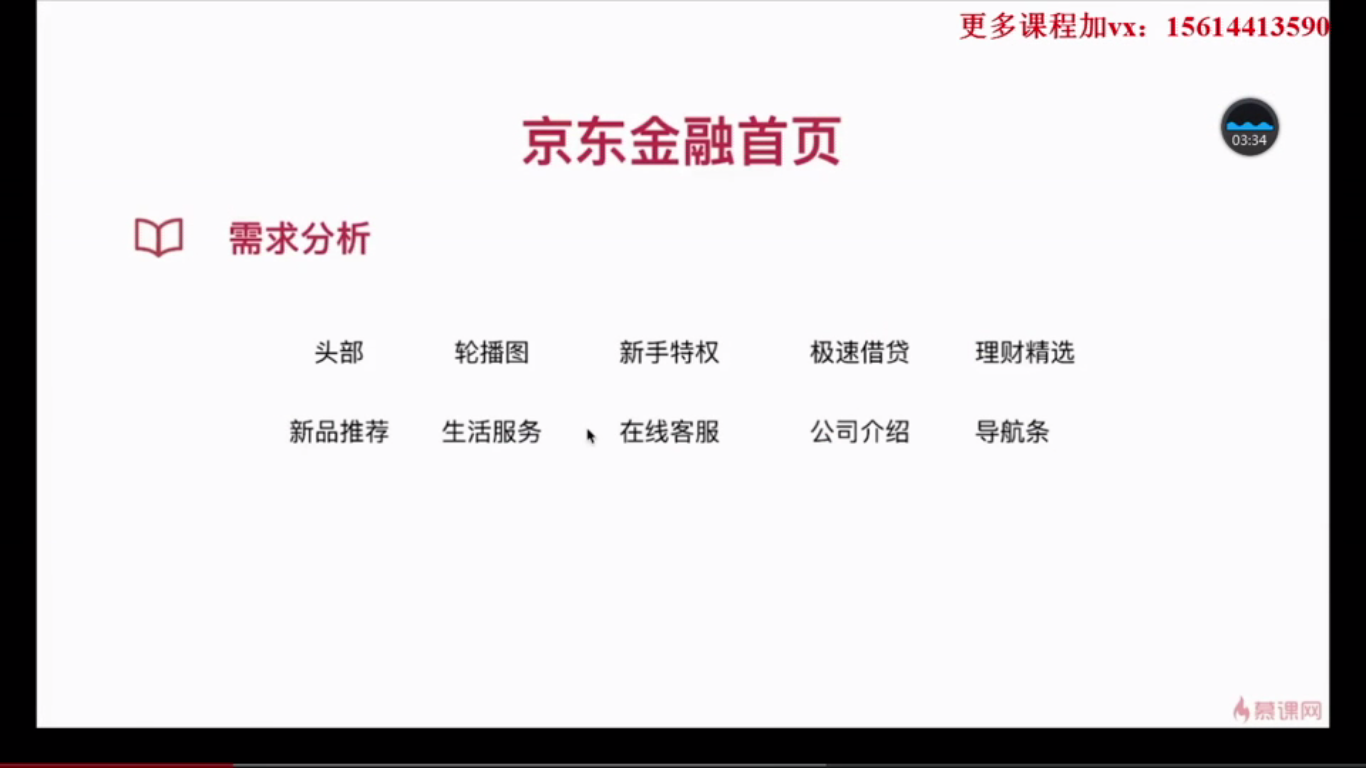 更多课程加vx：15614413590
京东金融首页
03:34
需求分析
头部 轮播图 新手特权 极速借贷 理财精选
新品推荐 生活服务 在线客服 公司介绍 导航条
慕课网